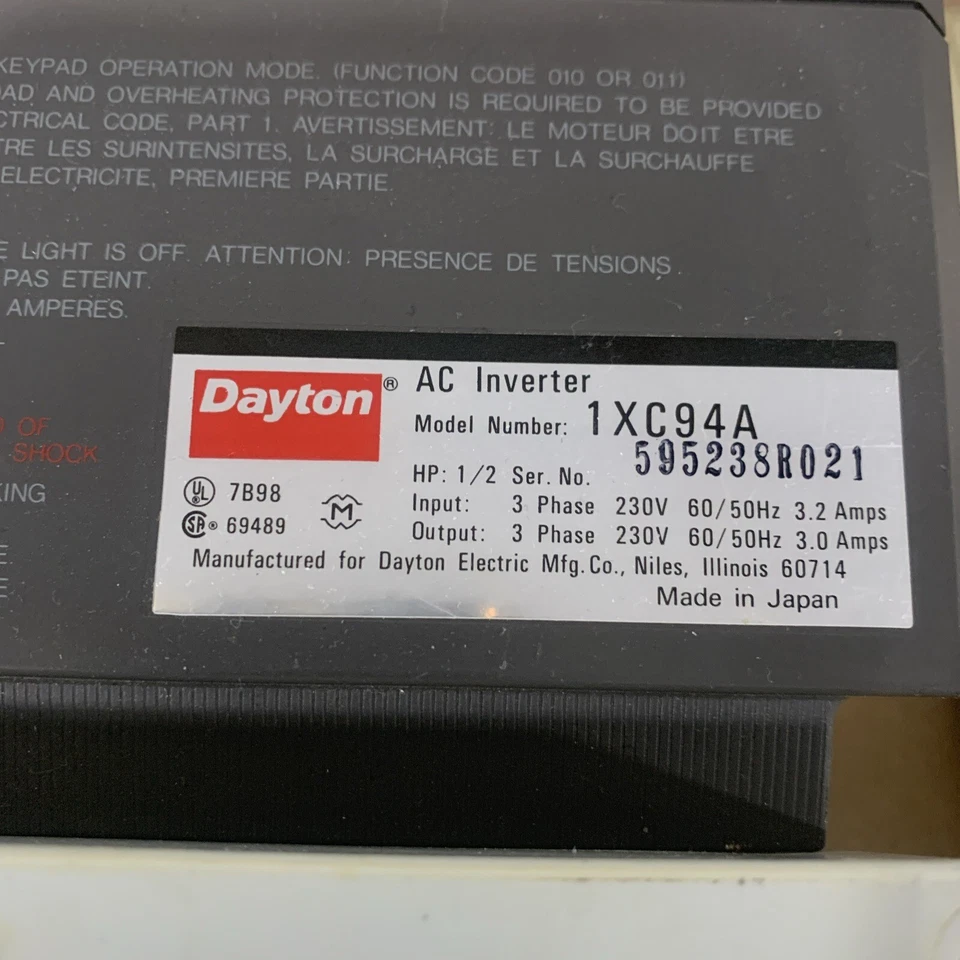 KEYPAD OPERATION MODE. (FUNCTION CODE 010 OR 011)
AND OVERHEATING PROTECTION IS REQUIRED TO BE PROVIDED
CODE, PART 1. AVERTISSEMENT: LE MOTEUR DOIT ETRE
LES SURINTENSITES, LA SURCHARGE ET LA SURCHAUFFE
ELECTRICITE, PREMIERE PARTIE.
LIGHT IS OFF. ATTENTION: PRESENCE DE TENSIONS
PAS ETEINT.
AMPERES.
OF
SHOCK
KING
E
E
Dayton® AC Inverter
Model Number: 1XC94A
HP: 1/2 Ser. No. 595238R021
UL 7B98
SA® 69489
M
Input: 3 Phase 230V 60/50Hz 3.2 Amps
Output: 3 Phase 230V 60/50Hz 3.0 Amps
Manufactured for Dayton Electric Mfg.Co., Niles, Illinois 60714
Made in Japan